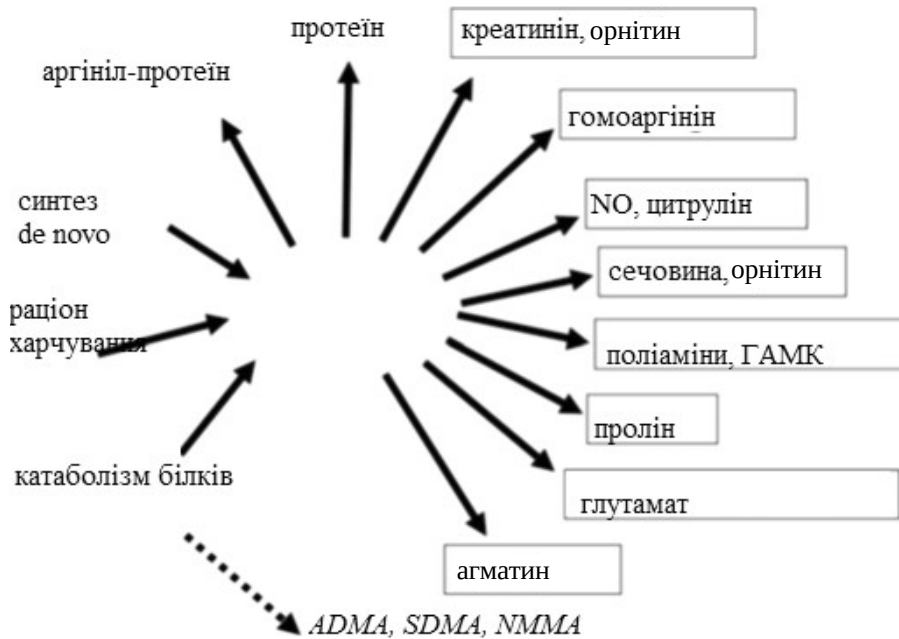 протеїн
креатинін, орнітин
аргініл-протеїн
гомоаргінін
синтез
de novo
NO, цитрулін
сечовина, орнітин
раціон
харчування
поліаміни, ГАМК
пролін
катаболізм білків
глутамат
агматин
ADMA, SDMA, NMMA